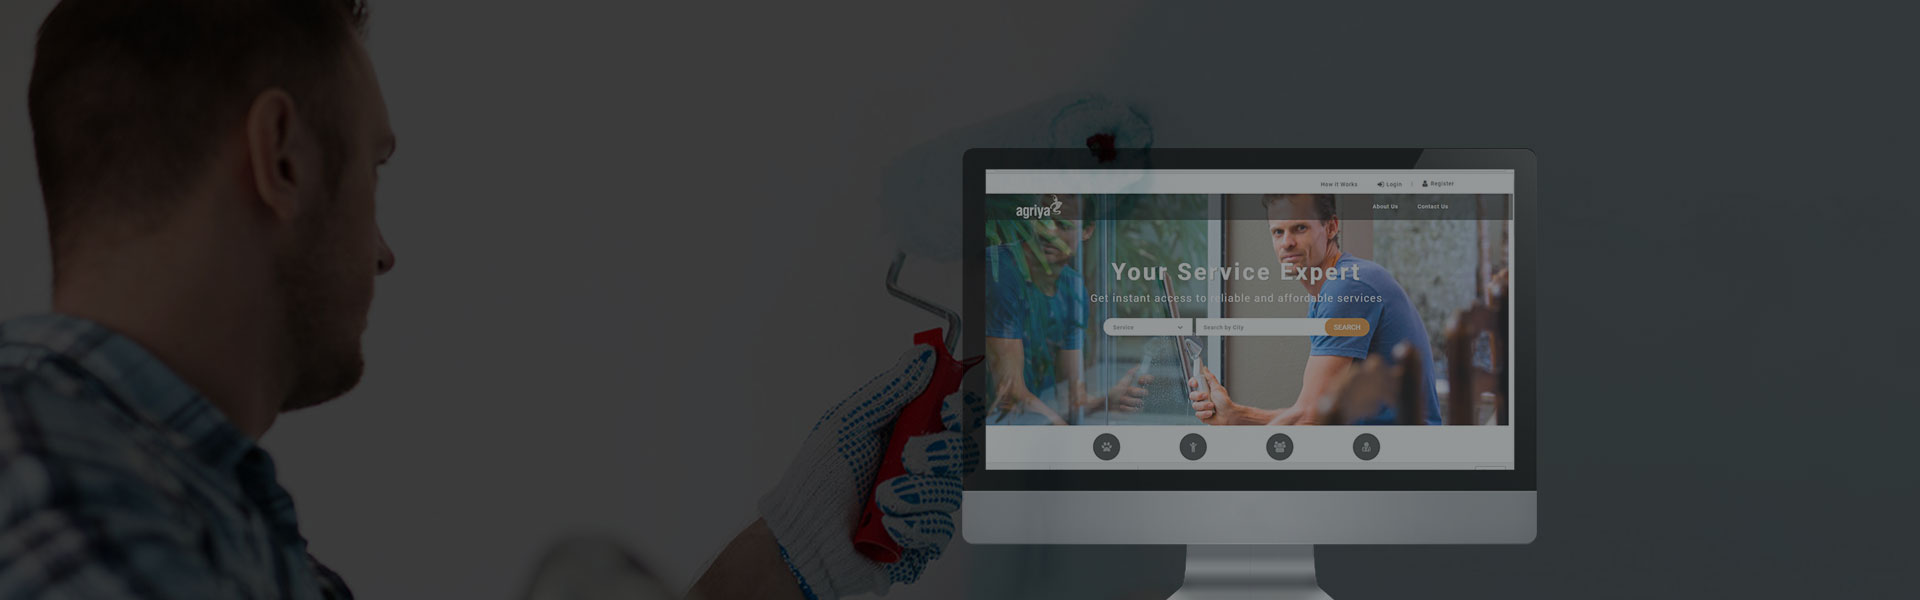 How it Works
Login | Register
agriya
About Us
Contact Us
Your Service Expert
Get instant access to reliable and affordable services
Service
Search by City
SEARCH